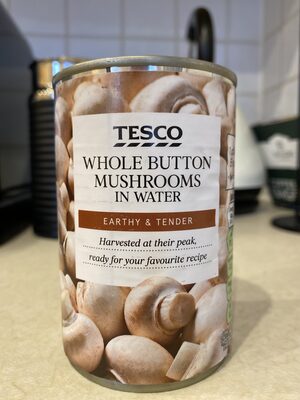 TESCO
WHOLE BUTTON
MUSHROOMS
IN WATER
EARTHY & TENDER
Harvested at their peak,
ready for your favourite recipe